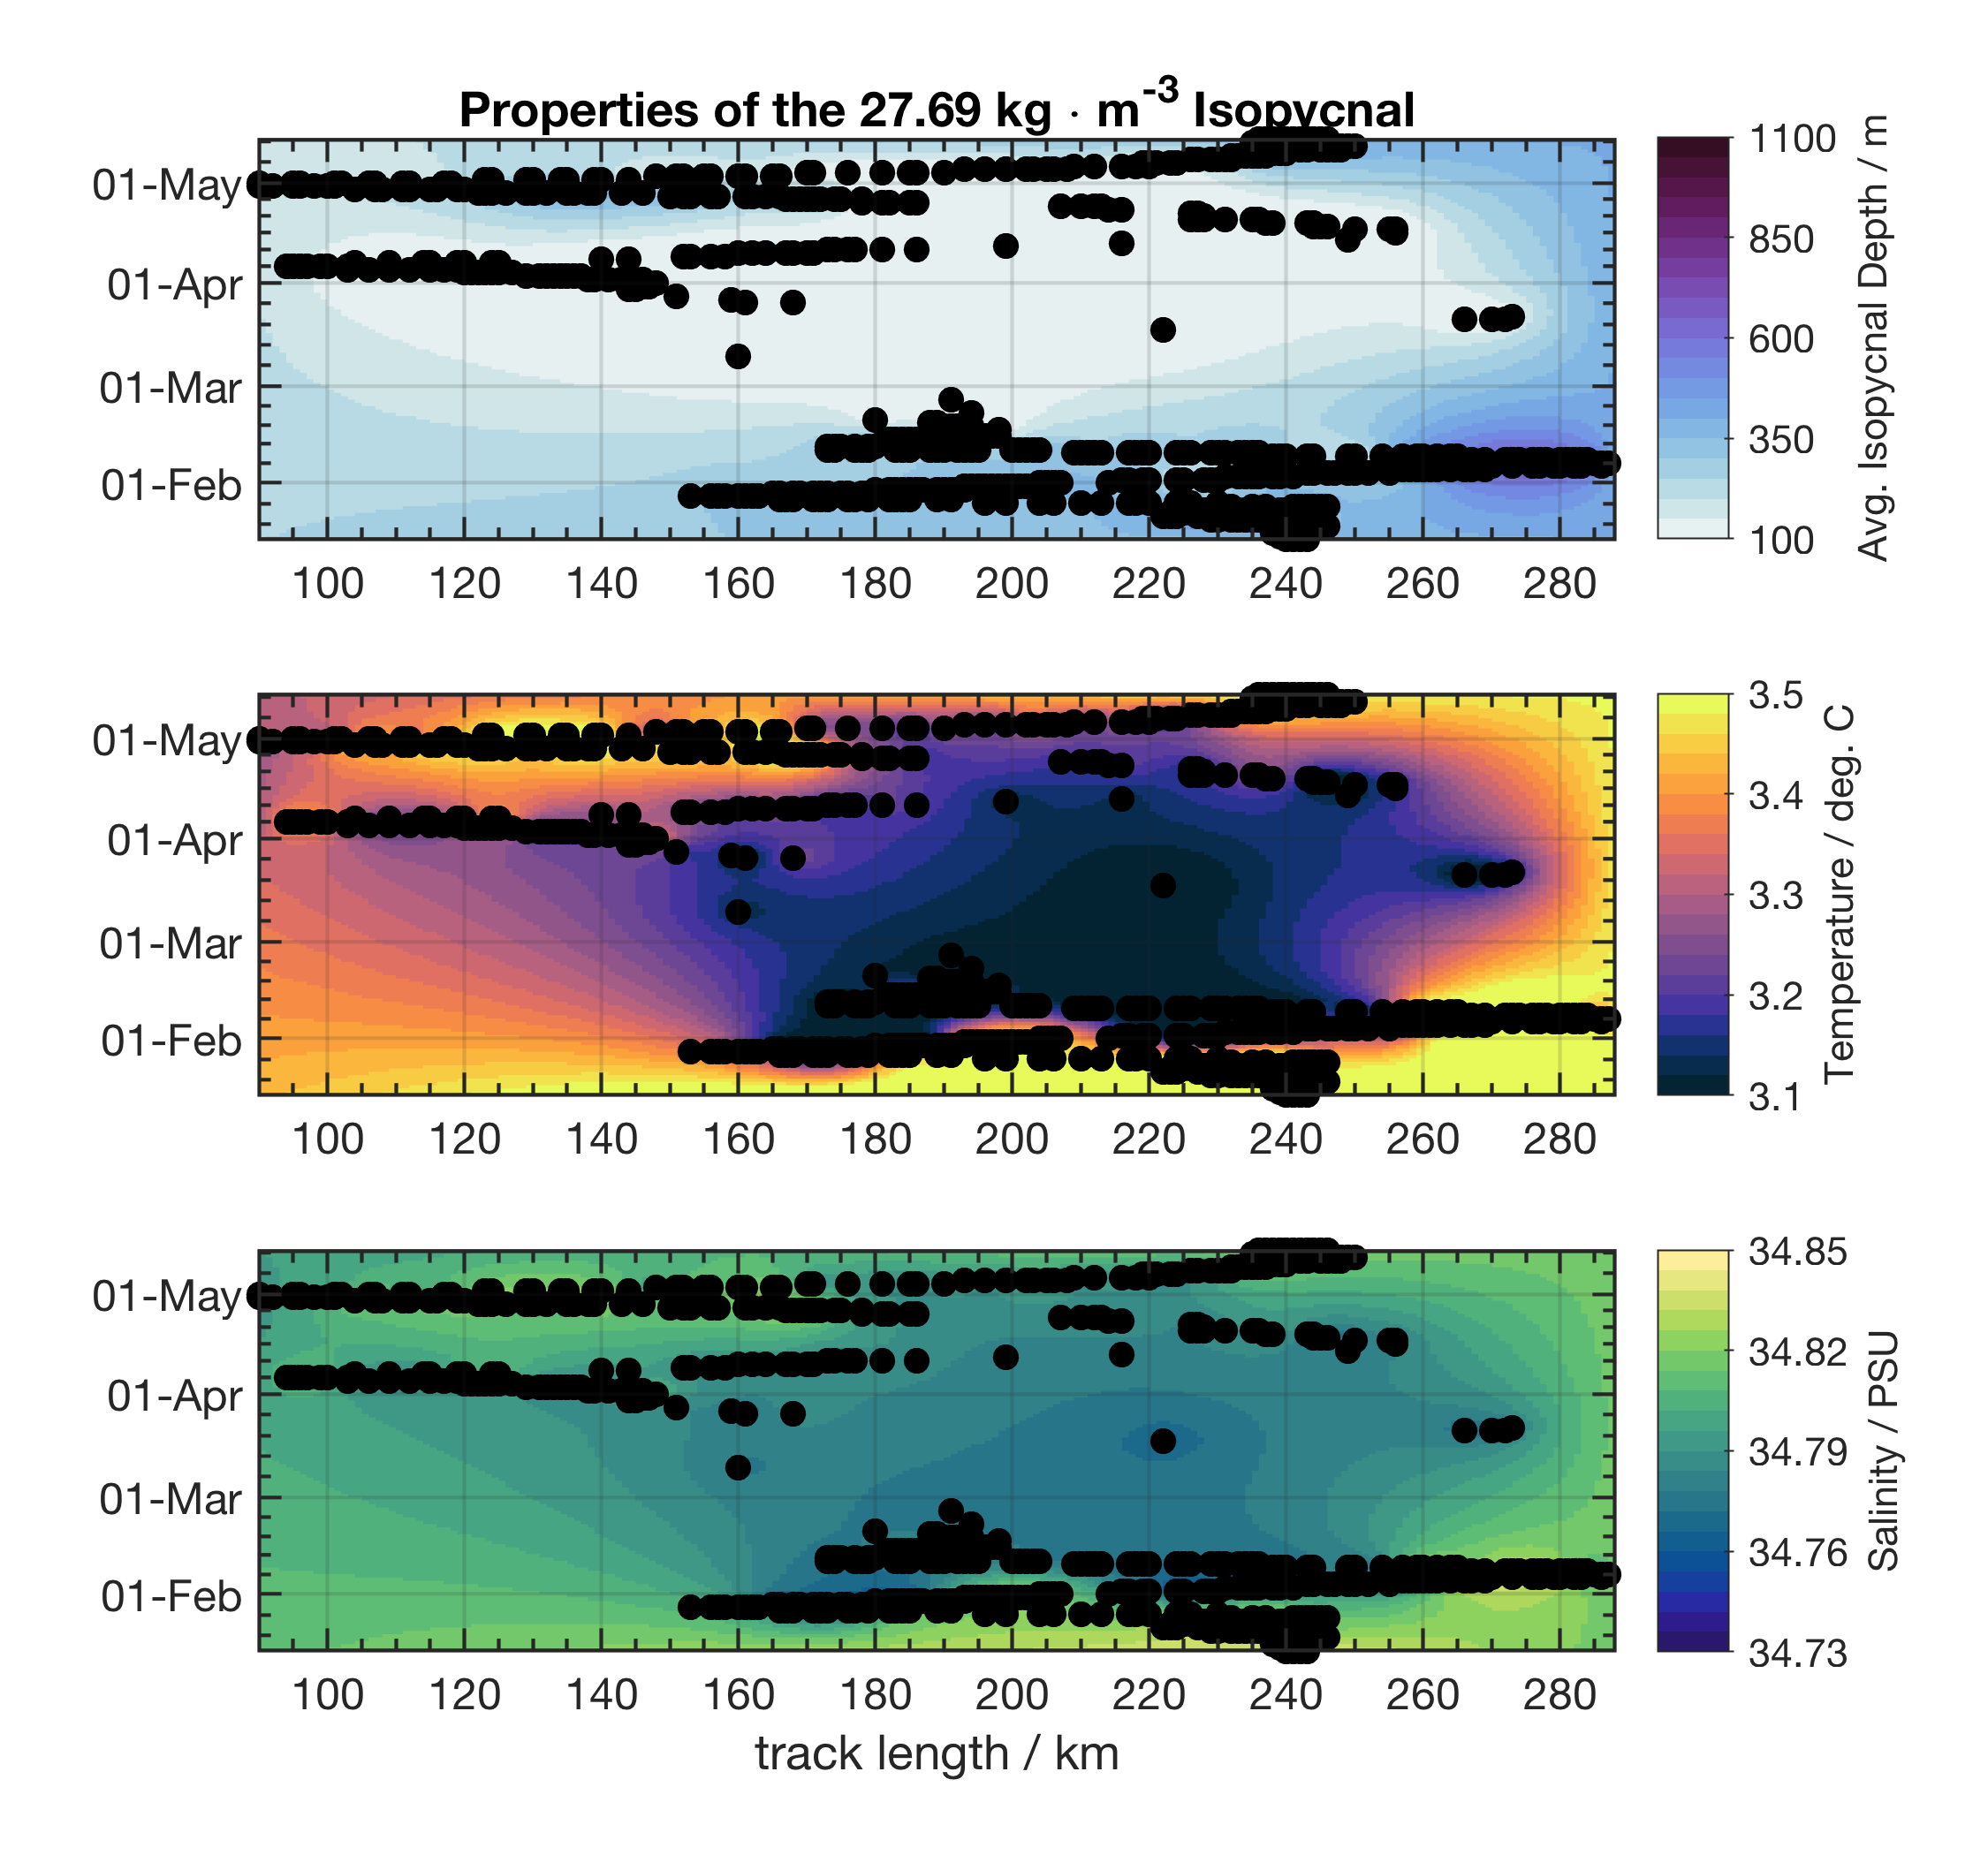 Properties of the 27.69 kg · m-3 Isopycnal
01-May
01-Apr
01-Mar
01-Feb
100 120 140 160 180 200 220 240 260 280
1100
850
600
350
100
Avg. Isopycnal Depth / m
01-May
01-Apr
01-Mar
01-Feb
100 120 140 160 180 200 220 240 260 280
3.5
3.4
3.3
3.2
3.1
Temperature / deg. C
01-May
01-Apr
01-Mar
01-Feb
100 120 140 160 180 200 220 240 260 280
track length / km
34.85
34.82
34.79
34.76
34.73
Salinity / PSU